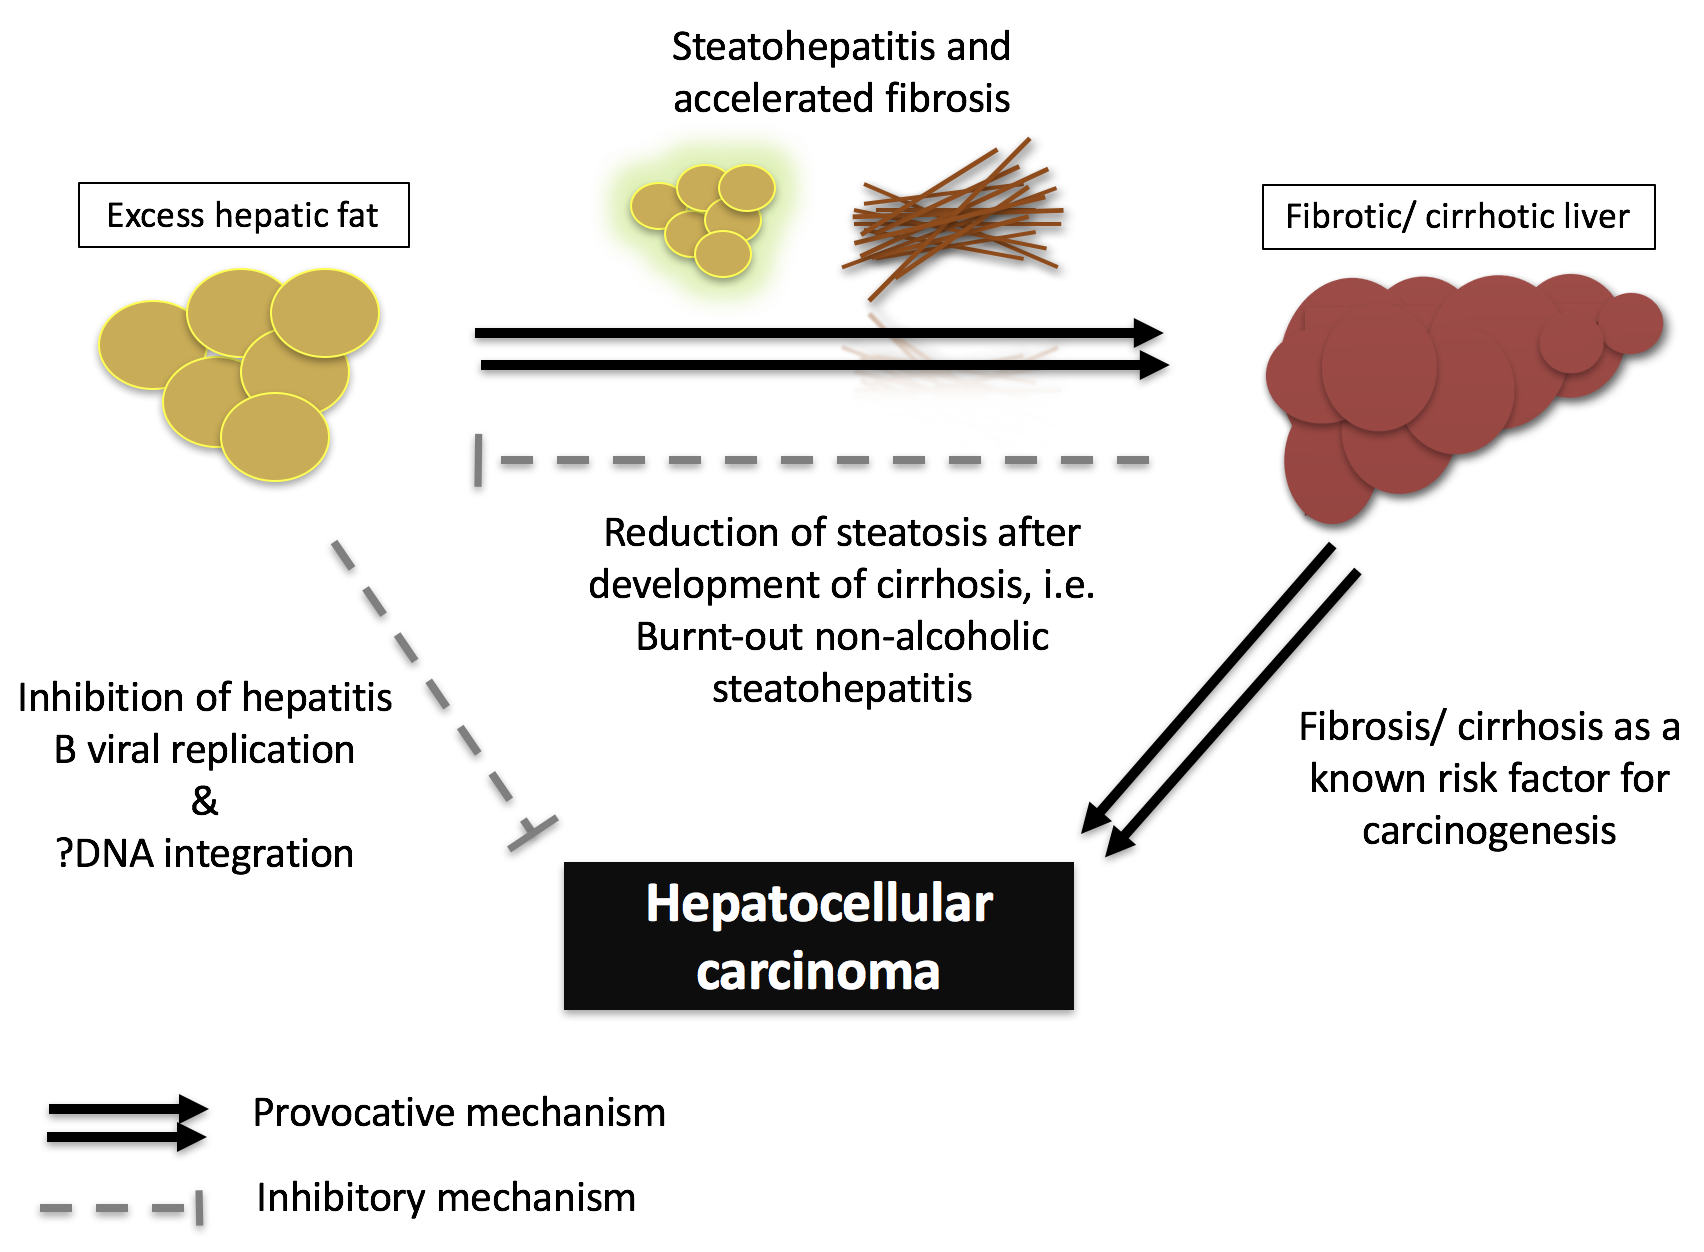 Steatohepatitis and
accelerated fibrosis
Excess hepatic fat
Fibrotic/ cirrhotic liver
Reduction of steatosis after
development of cirrhosis, i.e.
Burnt-out non-alcoholic
steatohepatitis
Inhibition of hepatitis
B viral replication
&
?DNA integration
Fibrosis/ cirrhosis as a
known risk factor for
carcinogenesis
Hepatocellular
carcinoma
Provocative mechanism
Inhibitory mechanism